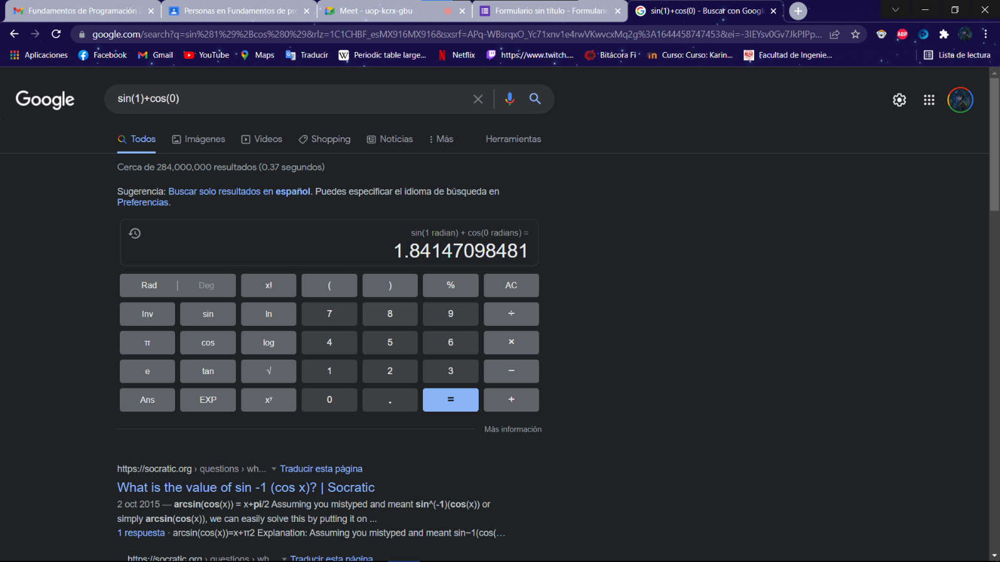 Fundamentos de Programación 2
Personas en Fundamentos de pro
Meet - uop-kcrx-gbu
Formulario sin título - Formulario
sin(1)+cos(0) - Buscar con Google
google.com/search?q=sin%281%29%2Bcos%280%29&rlz=1C1CHBF_esMX916MX916&sxsrf=APq-WBsrqxO_Yc71xnv1e4rwVKwvcxMq2g%3A1644458747453&ei=-3IEYsv0Gv7JkPIPp...
ABP
Aplicaciones
Facebook
Gmail
YouTube
Maps
Traducir
Periodic table large...
Netflix
https://www.twitch....
Bitácora Fi
Curso: Curso: Karin...
Facultad de Ingenie...
Lista de lectura
Google
sin(1)+cos(0)
Todos
Imágenes
Videos
Shopping
Noticias
Más
Herramientas
Cerca de 284,000,000 resultados (0.37 segundos)
Sugerencia: Buscar solo resultados en español. Puedes especificar el idioma de búsqueda en
Preferencias.
sin(1 radian) + cos(0 radians) =
1.84147098481
Rad | Deg x! ( ) % AC
Inv sin ln 7 8 9 ÷
π cos log 4 5 6 ×
e tan √ 1 2 3 −
Ans EXP xʸ 0 . = +
Más información
https://socratic.org › questions › wh... Traducir esta página
What is the value of sin -1 (cos x)? | Socratic
2 oct 2015 — arcsin(cos(x)) = x+pi/2 Assuming you mistyped and meant sin^(-1)(cos(x)) or
simply arcsin(cos(x)), we can easily solve this by putting it on ...
1 respuesta · arcsin(cos(x))=x+π2 Explanation: Assuming you mistyped and meant sin−1(cos(...
https://socratic.org › questions › wh... Traducir esta página